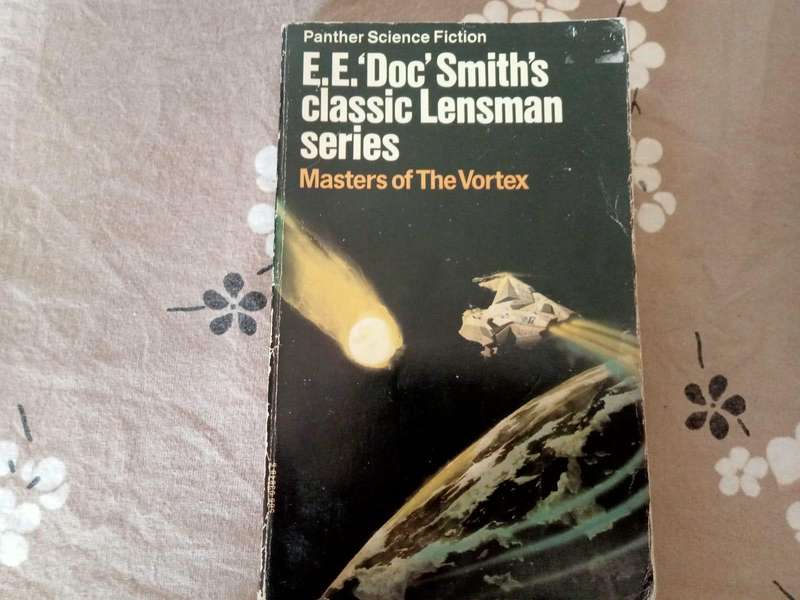 Panther Science Fiction
E.E.‘Doc’Smith’s
classic Lensman
series
Masters of The Vortex